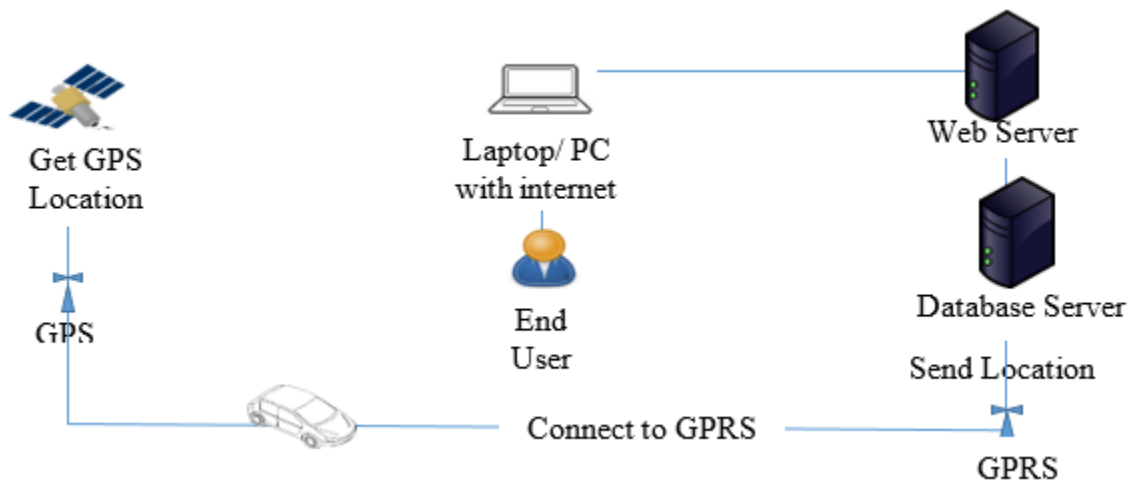 Get GPS
Location
GPS
Laptop/ PC
with internet
End
User
Web Server
Database Server
Send Location
Connect to GPRS
GPRS